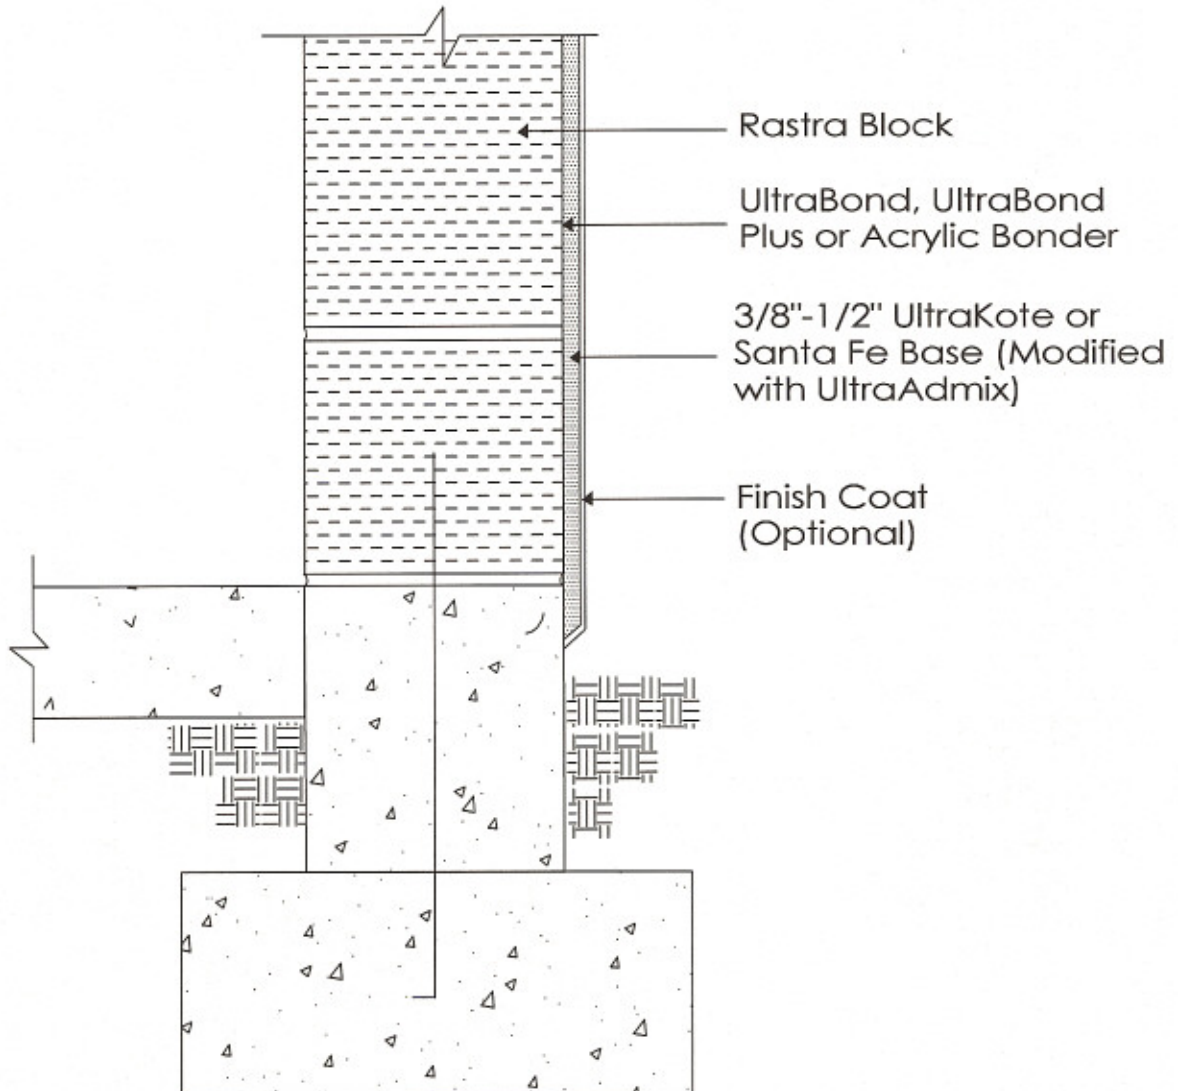 Rastra Block
UltraBond, UltraBond
Plus or Acrylic Bonder
3/8"-1/2" UltraKote or
Santa Fe Base (Modified
with UltraAdmix)
Finish Coat
(Optional)